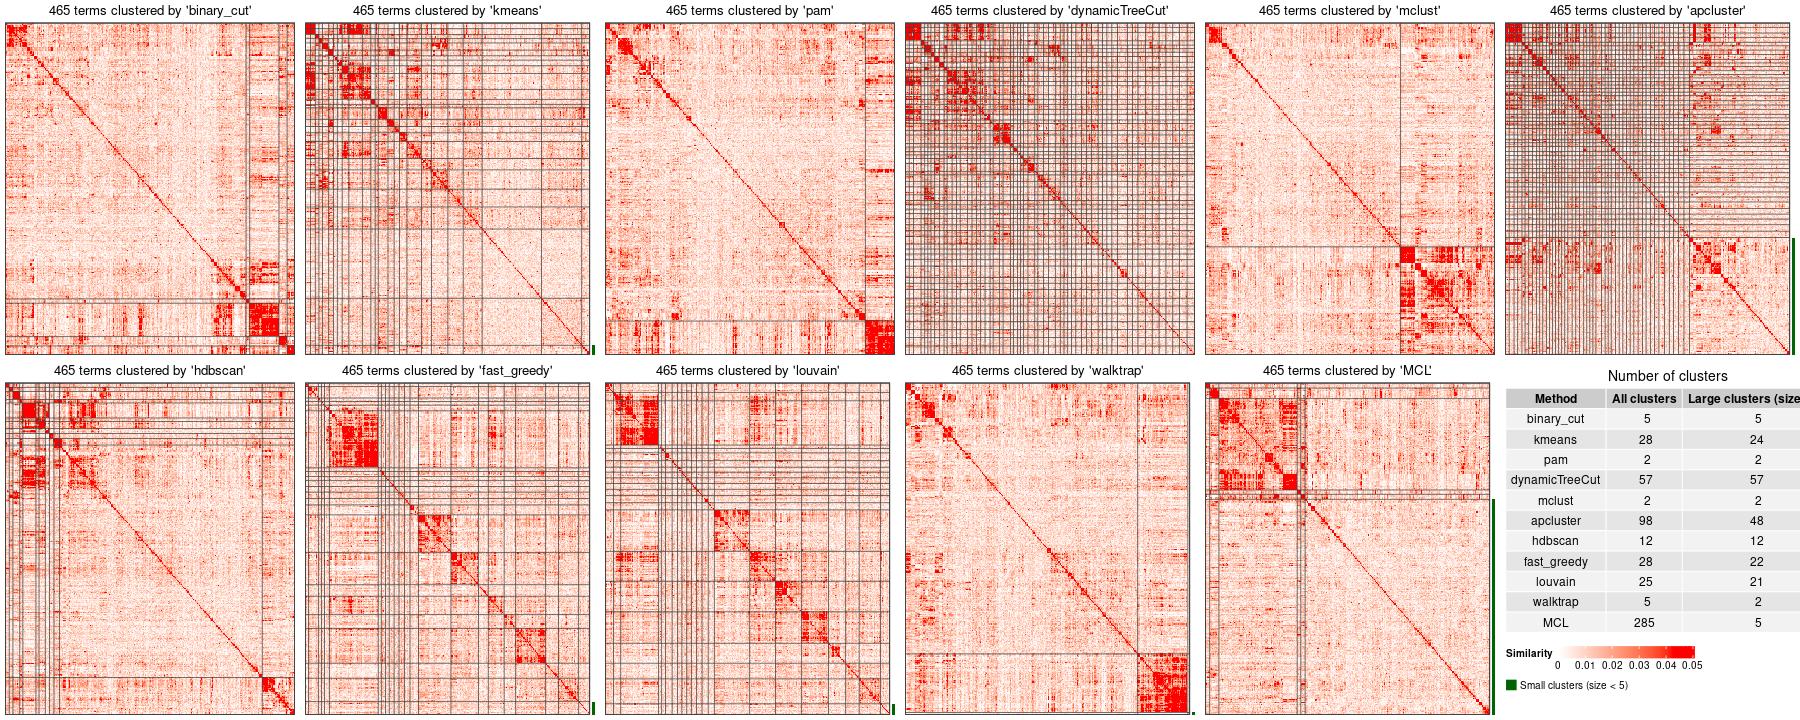 465 terms clustered by 'binary_cut'
465 terms clustered by 'kmeans'
465 terms clustered by 'pam'
465 terms clustered by 'dynamicTreeCut'
465 terms clustered by 'mclust'
465 terms clustered by 'apcluster'
465 terms clustered by 'hdbscan'
465 terms clustered by 'fast_greedy'
465 terms clustered by 'louvain'
465 terms clustered by 'walktrap'
465 terms clustered by 'MCL'
Number of clusters
Method All clusters Large clusters (size
binary_cut 5 5
kmeans 28 24
pam 2 2
dynamicTreeCut 57 57
mclust 2 2
apcluster 98 48
hdbscan 12 12
fast_greedy 28 22
louvain 25 21
walktrap 5 2
MCL 285 5
Similarity
0 0.01 0.02 0.03 0.04 0.05
Small clusters (size < 5)